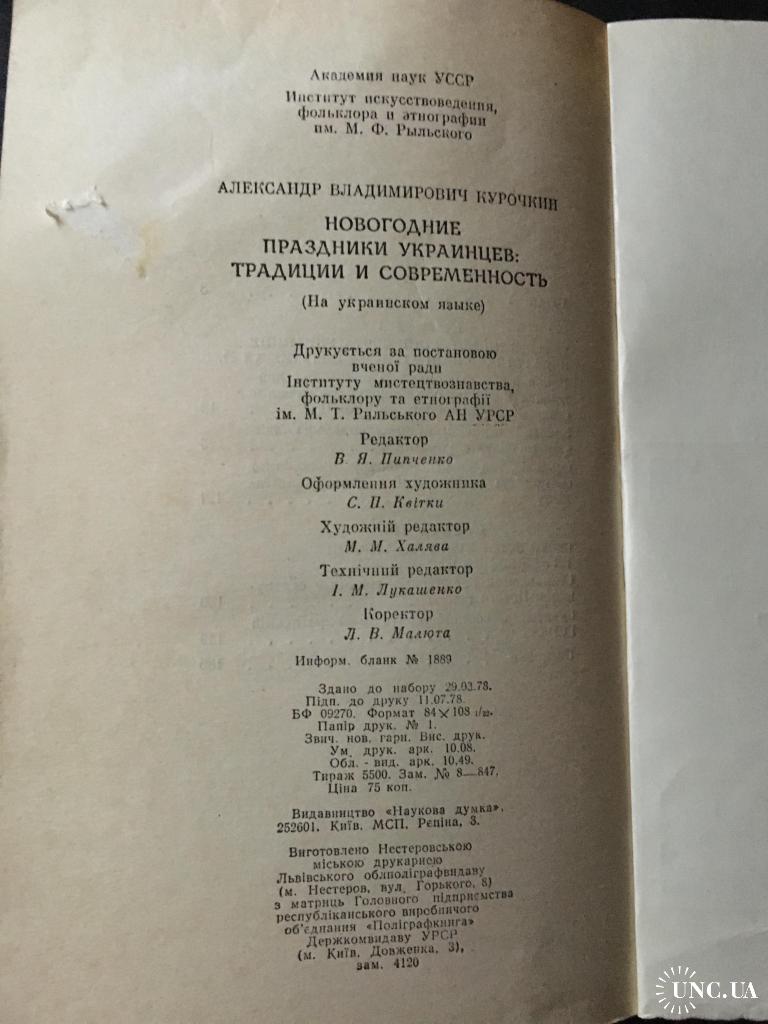 Академия наук УССР
Институт искусствоведения,
фольклора и этнографии
им. М. Ф. Рыльского
АЛЕКСАНДР ВЛАДИМИРОВИЧ КУРОЧКИН
НОВОГОДНИЕ
ПРАЗДНИКИ УКРАИНЦЕВ:
ТРАДИЦИИ И СОВРЕМЕННОСТЬ
(На украинском языке)
Друкується за постановою
вченої ради
Інституту мистецтвознавства,
фольклору та етнографії
ім. М. Т. Рильського АН УРСР
Редактор
В. Я. Пипченко
Оформлення художника
С. П. Квітки
Художній редактор
М. М. Халява
Технічний редактор
І. М. Лукашенко
Коректор
Л. В. Малюта
Информ. бланк № 1889
Здано до набору 29.03.78.
Підп. до друку 11.07.78.
БФ 09270. Формат 84×108 1/32.
Папір друк. № 1.
Звич. нов. гарн. Вис. друк.
Ум. друк. арк. 10.08.
Обл. - вид. арк. 10.49.
Тираж 5500. Зам. № 8—847.
Ціна 75 коп.
Видавництво «Наукова думка».
252601. Київ. МСП. Рєпіна, 3.
Виготовлено Нестеровською
міською друкарнею
Львівського облполіграфвидаву
(м. Нестеров, вул. Горького, 8)
з матриць Головного підприємства
республіканського виробничого
об'єднання «Поліграфкнига»
Держкомвидаву УРСР
(м. Київ, Довженка, 3),
зам. 4120
UNC.UA